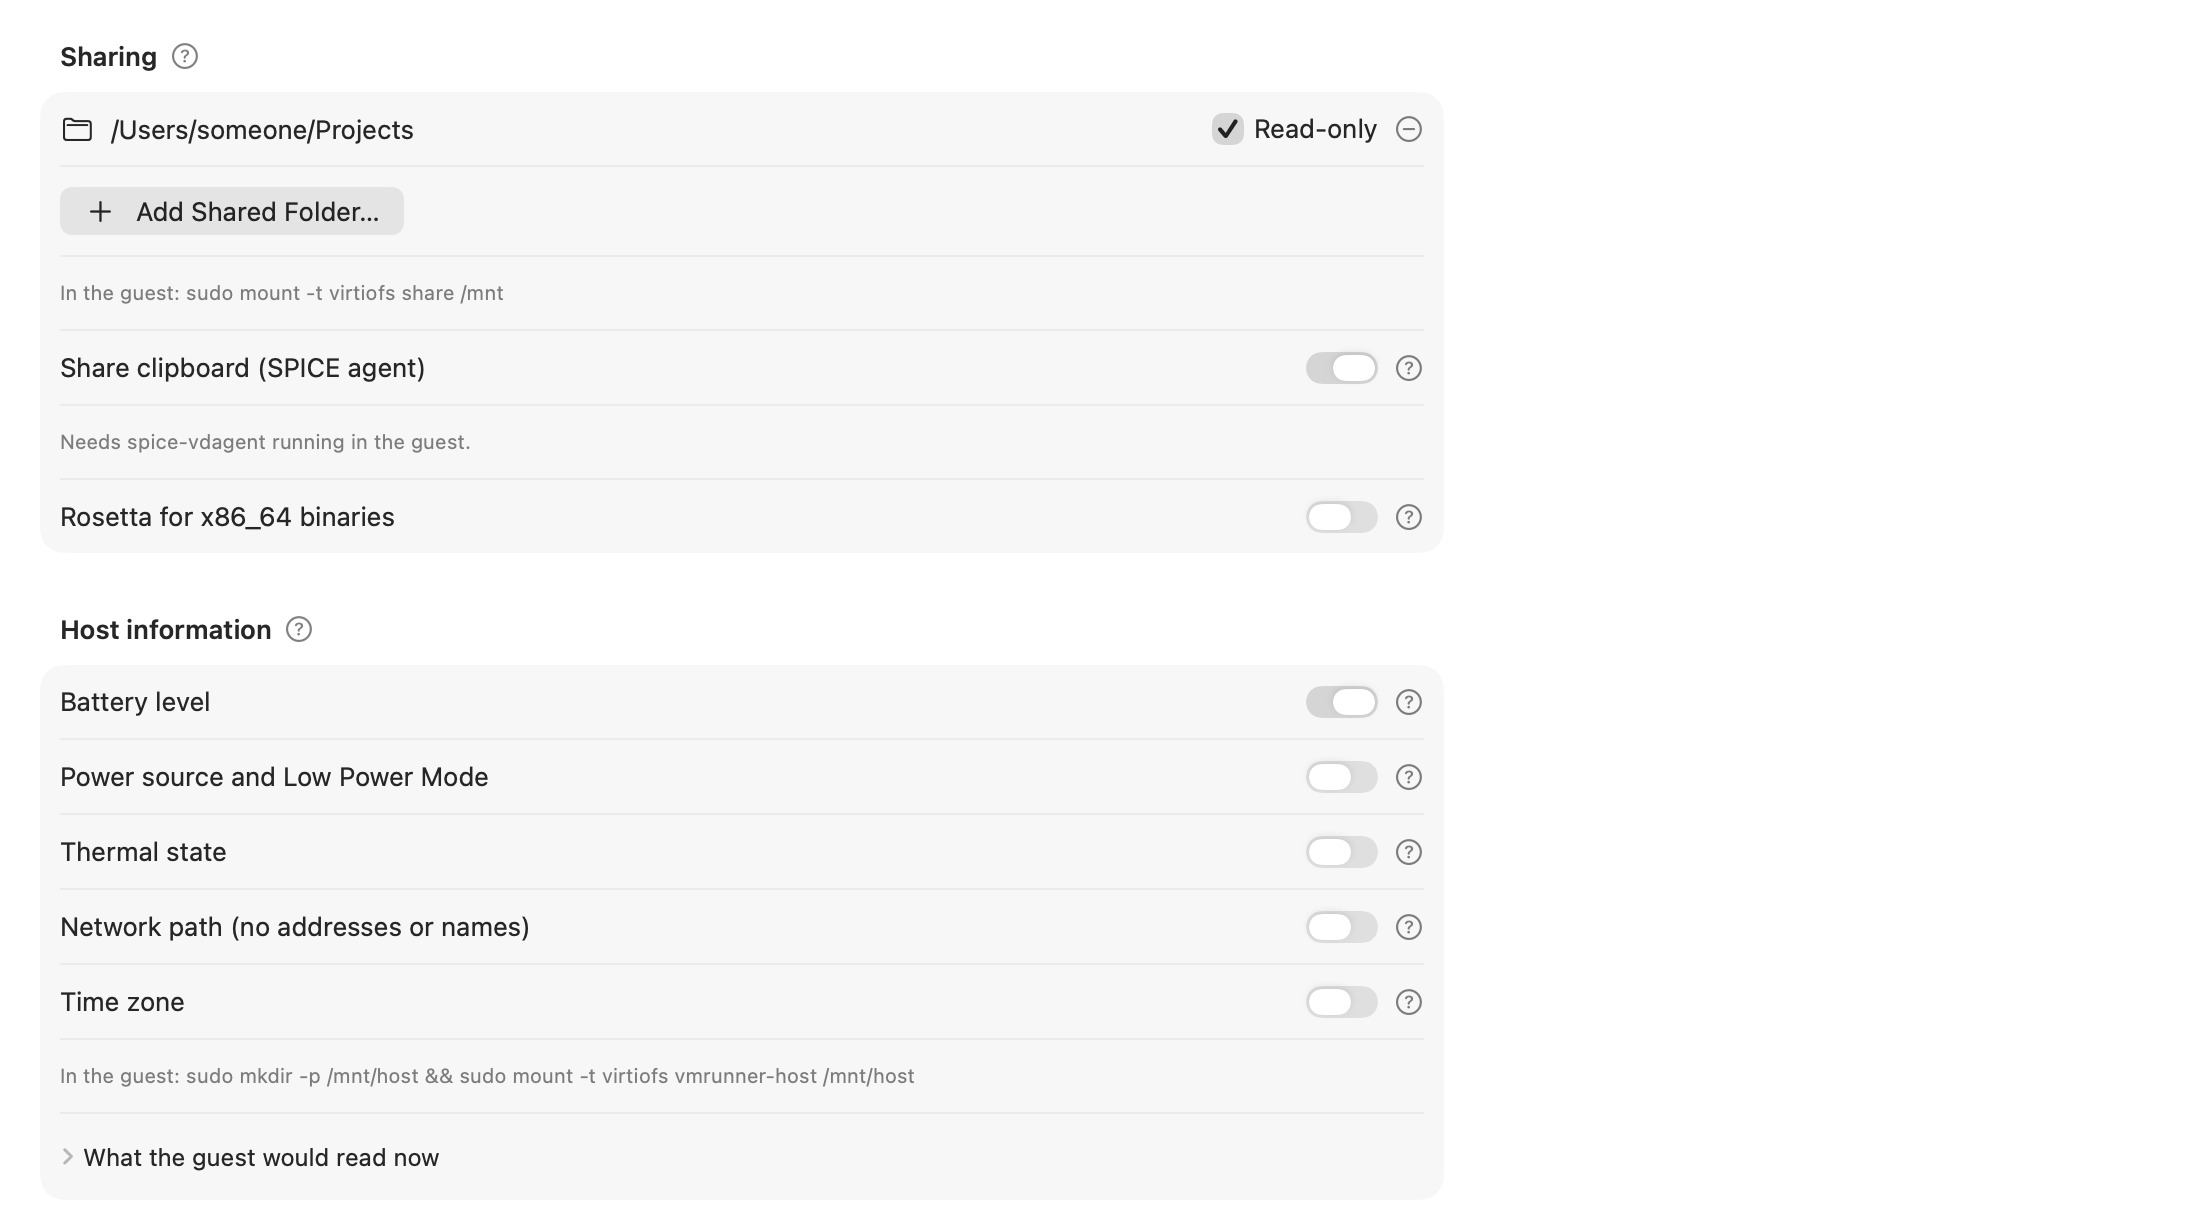 Sharing
/Users/someone/Projects
Read-only
Add Shared Folder...
In the guest: sudo mount -t virtiofs share /mnt
Share clipboard (SPICE agent)
Needs spice-vdagent running in the guest.
Rosetta for x86_64 binaries
Host information
Battery level
Power source and Low Power Mode
Thermal state
Network path (no addresses or names)
Time zone
In the guest: sudo mkdir -p /mnt/host && sudo mount -t virtiofs vmrunner-host /mnt/host
What the guest would read now